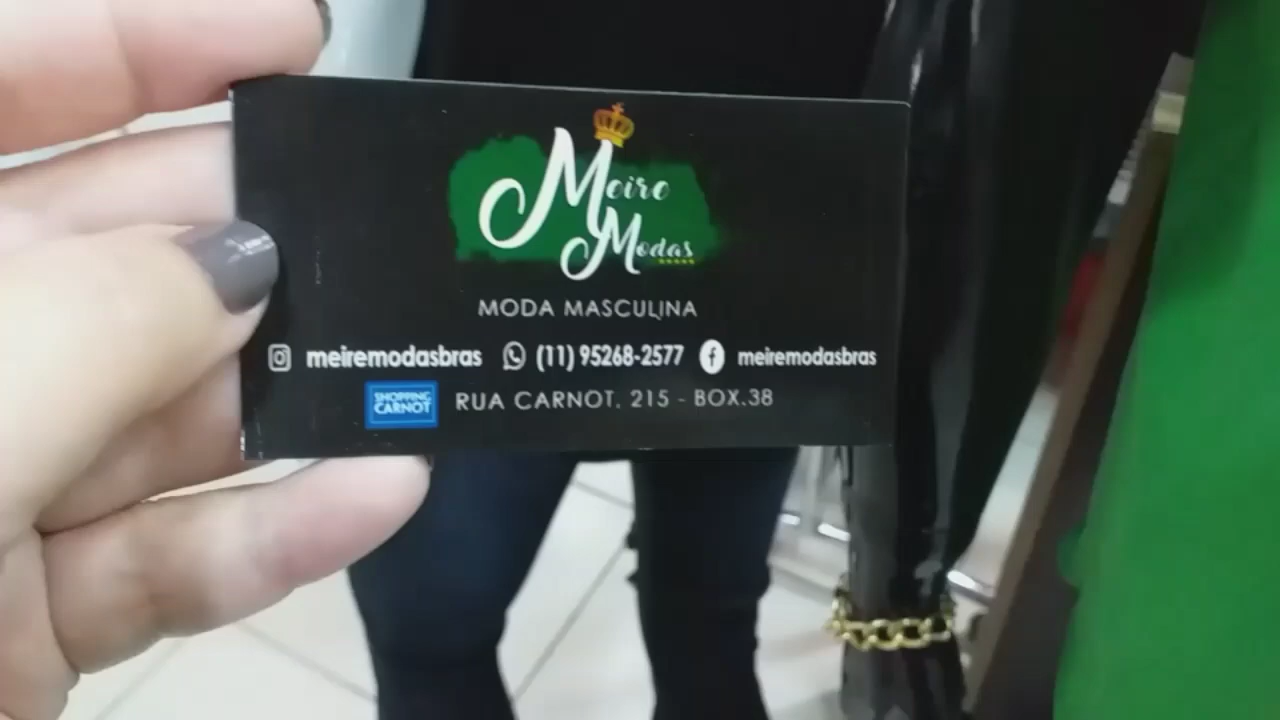 Meire
Modas
MODA MASCULINA
meiremodasbras (11) 95268-2577 meiremodasbras
SHOPPING
CARNOT
RUA CARNOT, 215 - BOX.38